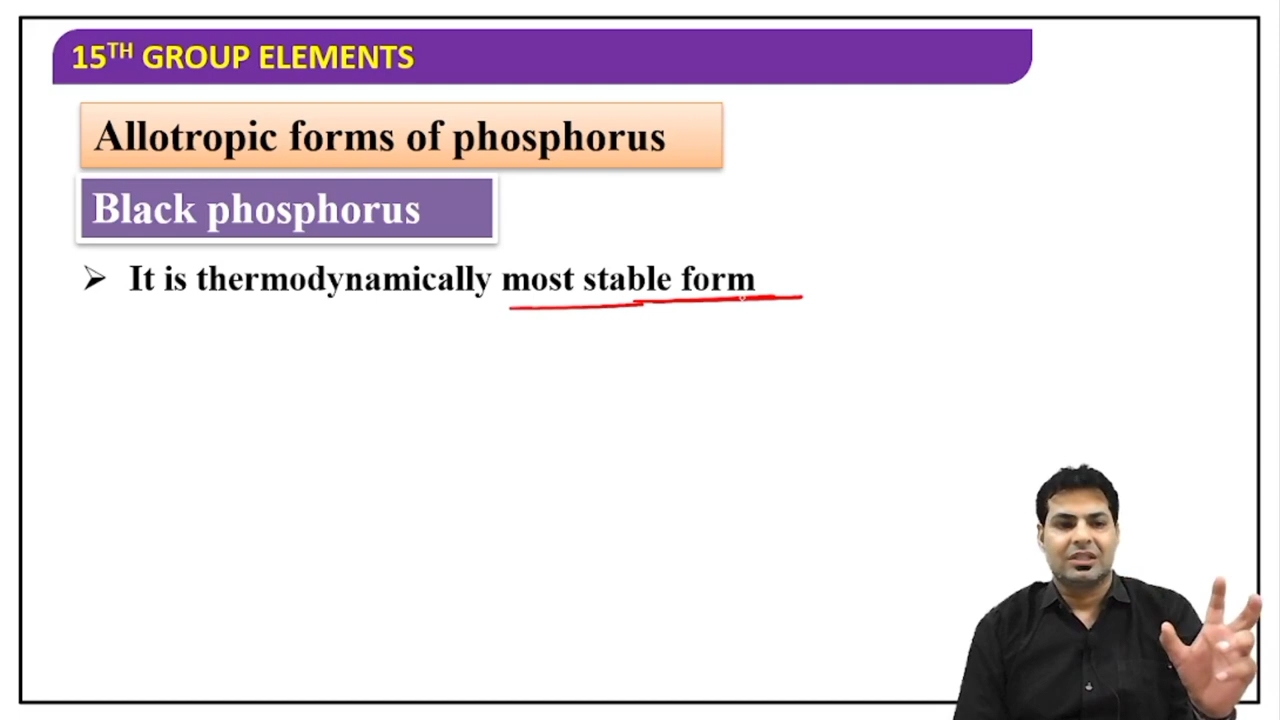 15TH GROUP ELEMENTS
Allotropic forms of phosphorus
Black phosphorus
➢ It is thermodynamically most stable form